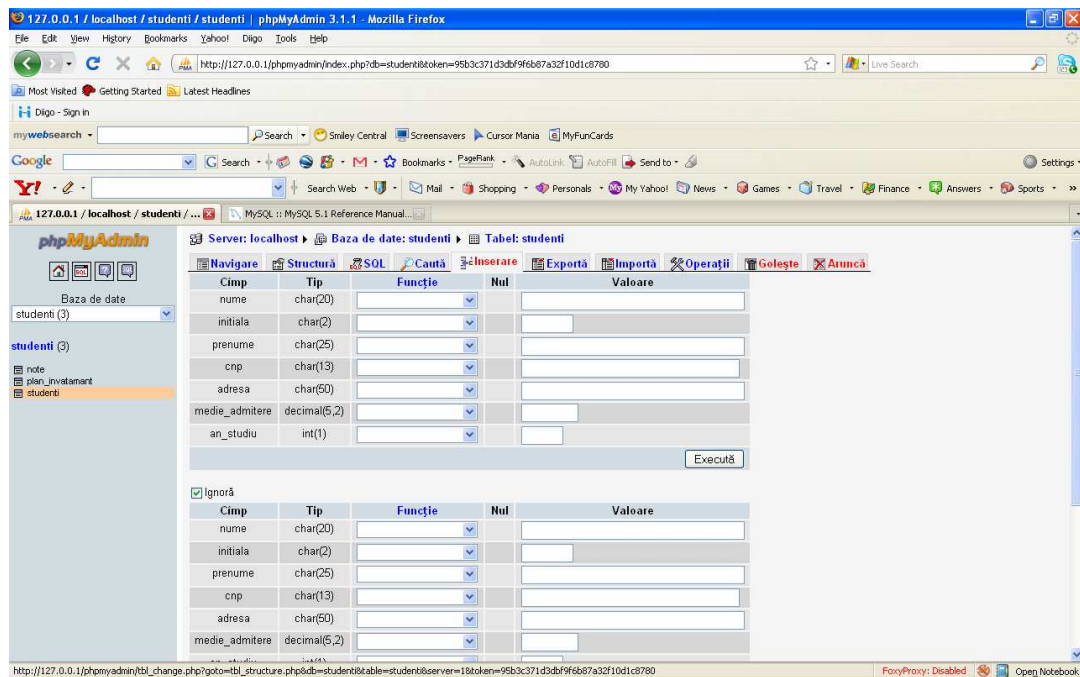 127.0.0.1 / localhost / studenti / studenti | phpMyAdmin 3.1.1 - Mozilla Firefox
File Edit View History Bookmarks Yahoo! Diigo Tools Help
http://127.0.0.1/phpmyadmin/index.php?db=studenti&token=95b3c371d3dbf9f6b87a32f10d1c8780 Live Search
Most Visited Getting Started Latest Headlines
Diigo - Sign in
mywebsearch Search Smiley Central Screensavers Cursor Mania MyFunCards
Google Search Bookmarks PageRank AutoLink AutoFill Send to Settings
Y! Search Web Mail Shopping Personals My Yahoo! News Games Travel Finance Answers Sports »
127.0.0.1 / localhost / studenti / ... MySQL :: MySQL 5.1 Reference Manual...
phpMyAdmin
Baza de date
studenti (3)
studenti (3)
note
plan_invatamant
studenti
Server: localhost Baza de date: studenti Tabel: studenti
Navigare Structură SQL Caută Inserare Exportă Importă Operaţii Goleşte Aruncă
Cîmp Tip Funcţie Nul Valoare
nume char(20)
initiala char(2)
prenume char(25)
cnp char(13)
adresa char(50)
medie_admitere decimal(5,2)
an_studiu int(1)
Execută
Ignoră
Cîmp Tip Funcţie Nul Valoare
nume char(20)
initiala char(2)
prenume char(25)
cnp char(13)
adresa char(50)
medie_admitere decimal(5,2)
http://127.0.0.1/phpmyadmin/tbl_change.php?goto=tbl_structure.php&db=studenti&table=studenti&server=1&token=95b3c371d3dbf9f6b87a32f10d1c8780 FoxyProxy: Disabled Open Notebook